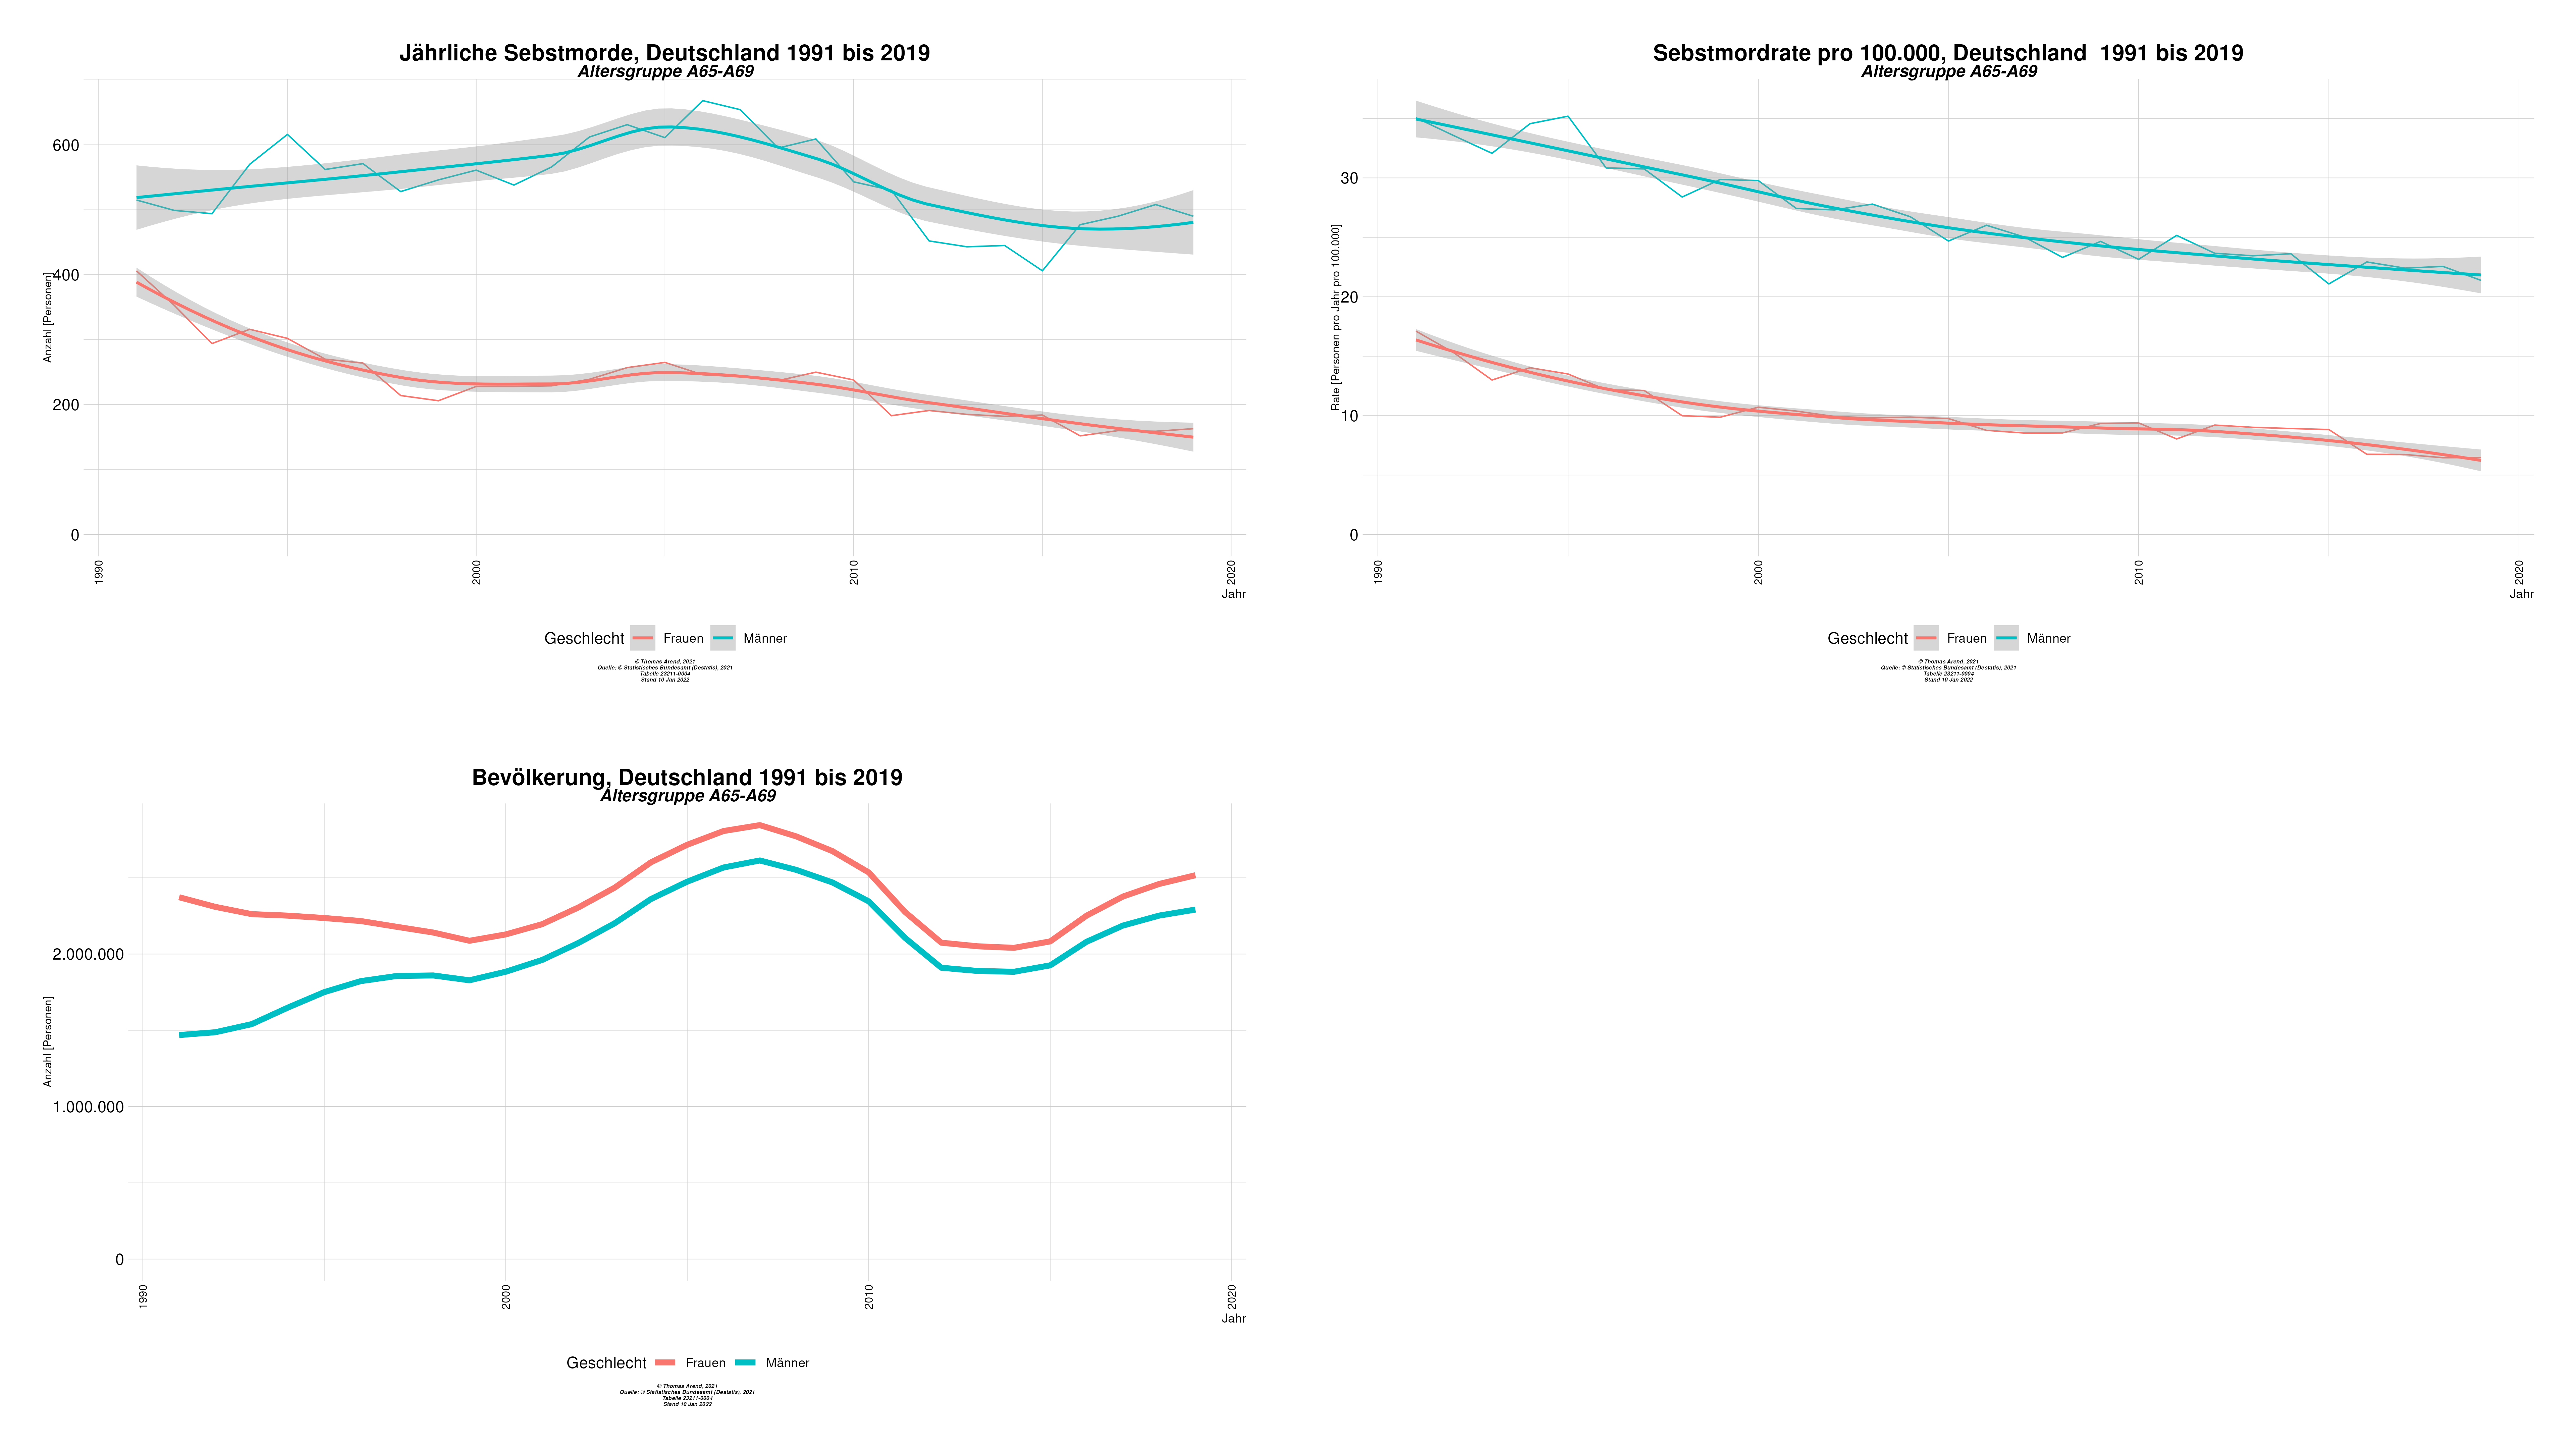 Jährliche Sebstmorde, Deutschland 1991 bis 2019
Altersgruppe A65-A69
Anzahl [Personen]
600
400
200
0
1990
2000
2010
2020
Jahr
Geschlecht Frauen Männer
© Thomas Arend, 2021
Quelle: © Statistisches Bundesamt (Destatis), 2021
Tabelle 23211-0004
Stand 10 Jan 2022
Sebstmordrate pro 100.000, Deutschland  1991 bis 2019
Altersgruppe A65-A69
Rate [Personen pro Jahr pro 100.000]
30
20
10
0
1990
2000
2010
2020
Jahr
Geschlecht Frauen Männer
© Thomas Arend, 2021
Quelle: © Statistisches Bundesamt (Destatis), 2021
Tabelle 23211-0004
Stand 10 Jan 2022
Bevölkerung, Deutschland 1991 bis 2019
Altersgruppe A65-A69
Anzahl [Personen]
2.000.000
1.000.000
0
1990
2000
2010
2020
Jahr
Geschlecht Frauen Männer
© Thomas Arend, 2021
Quelle: © Statistisches Bundesamt (Destatis), 2021
Tabelle 23211-0004
Stand 10 Jan 2022